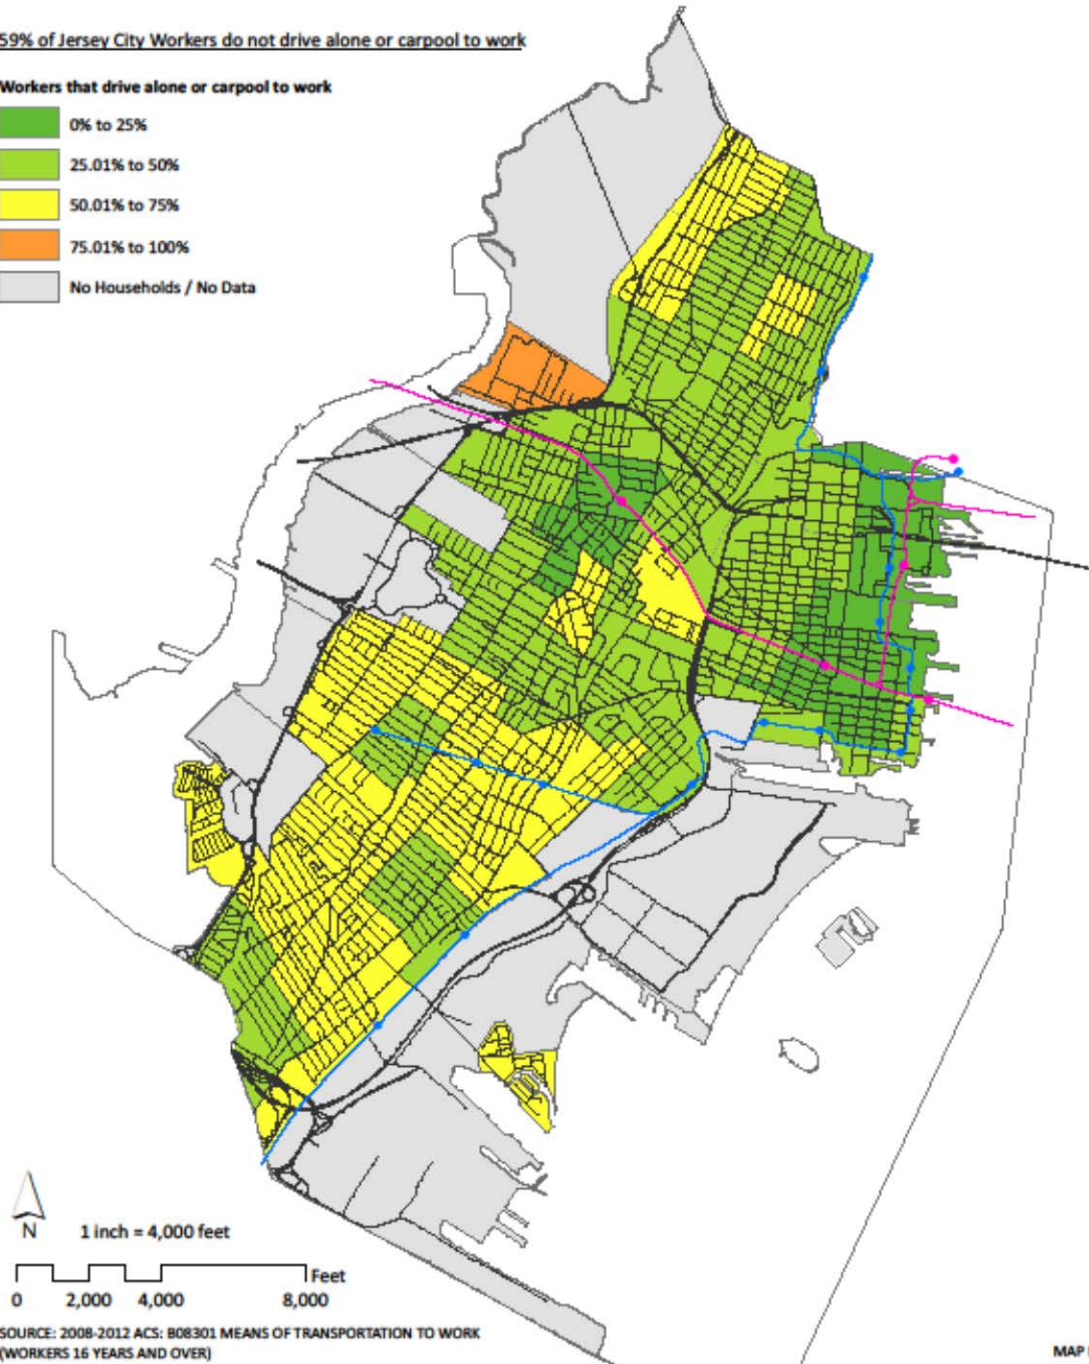 59% of Jersey City Workers do not drive alone or carpool to work
Workers that drive alone or carpool to work
0% to 25%
25.01% to 50%
50.01% to 75%
75.01% to 100%
No Households / No Data
N
1 inch = 4,000 feet
Feet
0 2,000 4,000 8,000
SOURCE: 2008-2012 ACS: B08301 MEANS OF TRANSPORTATION TO WORK
(WORKERS 16 YEARS AND OVER)
MAP